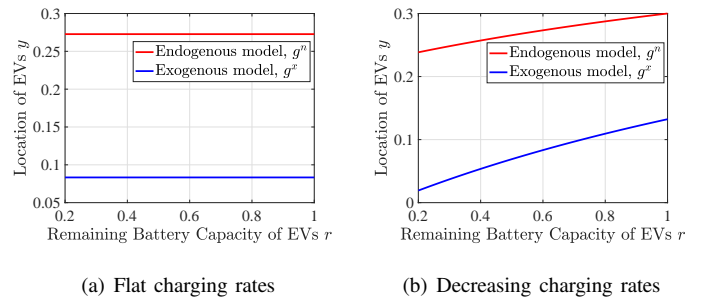 0.3
0.25
0.2
0.15
0.1
0.05
Location of EVs y
Endogenous model, gⁿ
Exogenous model, gˣ
0.2 0.4 0.6 0.8 1
Remaining Battery Capacity of EVs r
(a) Flat charging rates
0.3
0.2
0.1
0
Location of EVs y
Endogenous model, gⁿ
Exogenous model, gˣ
0.2 0.4 0.6 0.8 1
Remaining Battery Capacity of EVs r
(b) Decreasing charging rates